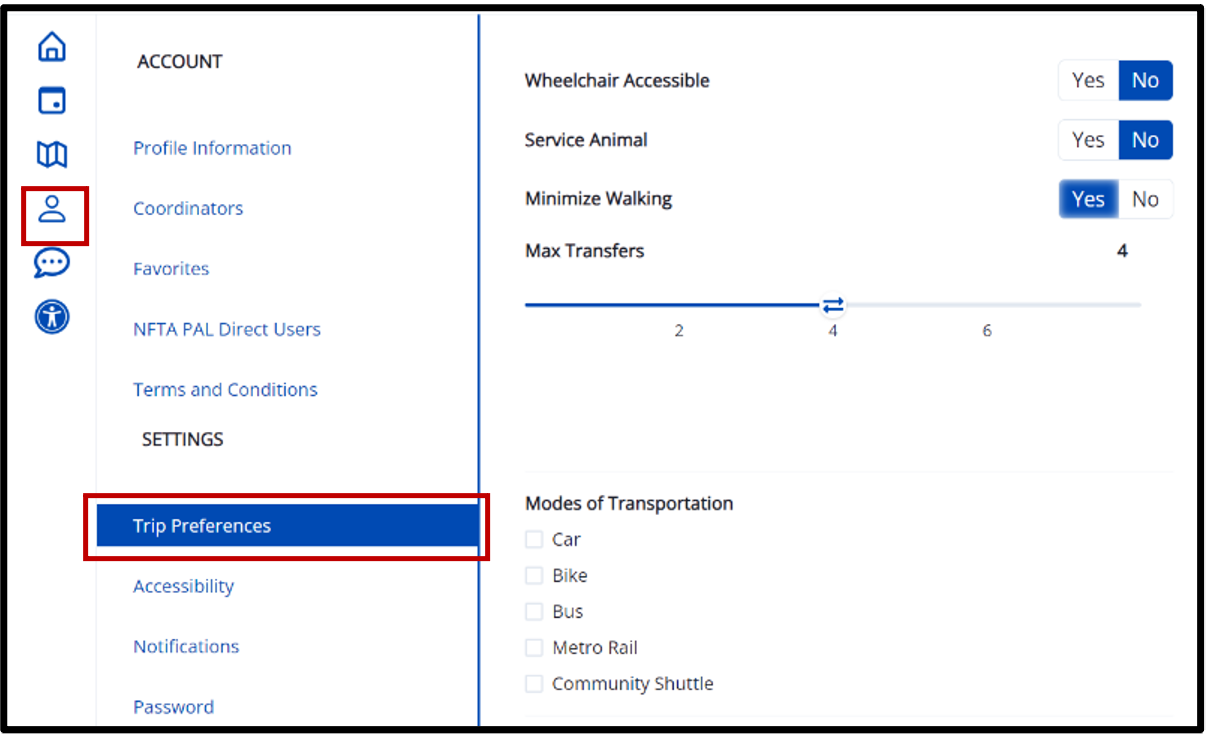 ACCOUNT
Profile Information
Coordinators
Favorites
NFTA PAL Direct Users
Terms and Conditions
SETTINGS
Trip Preferences
Accessibility
Notifications
Password
Wheelchair Accessible Yes No
Service Animal Yes No
Minimize Walking Yes No
Max Transfers 4
2 4 6
Modes of Transportation
Car
Bike
Bus
Metro Rail
Community Shuttle